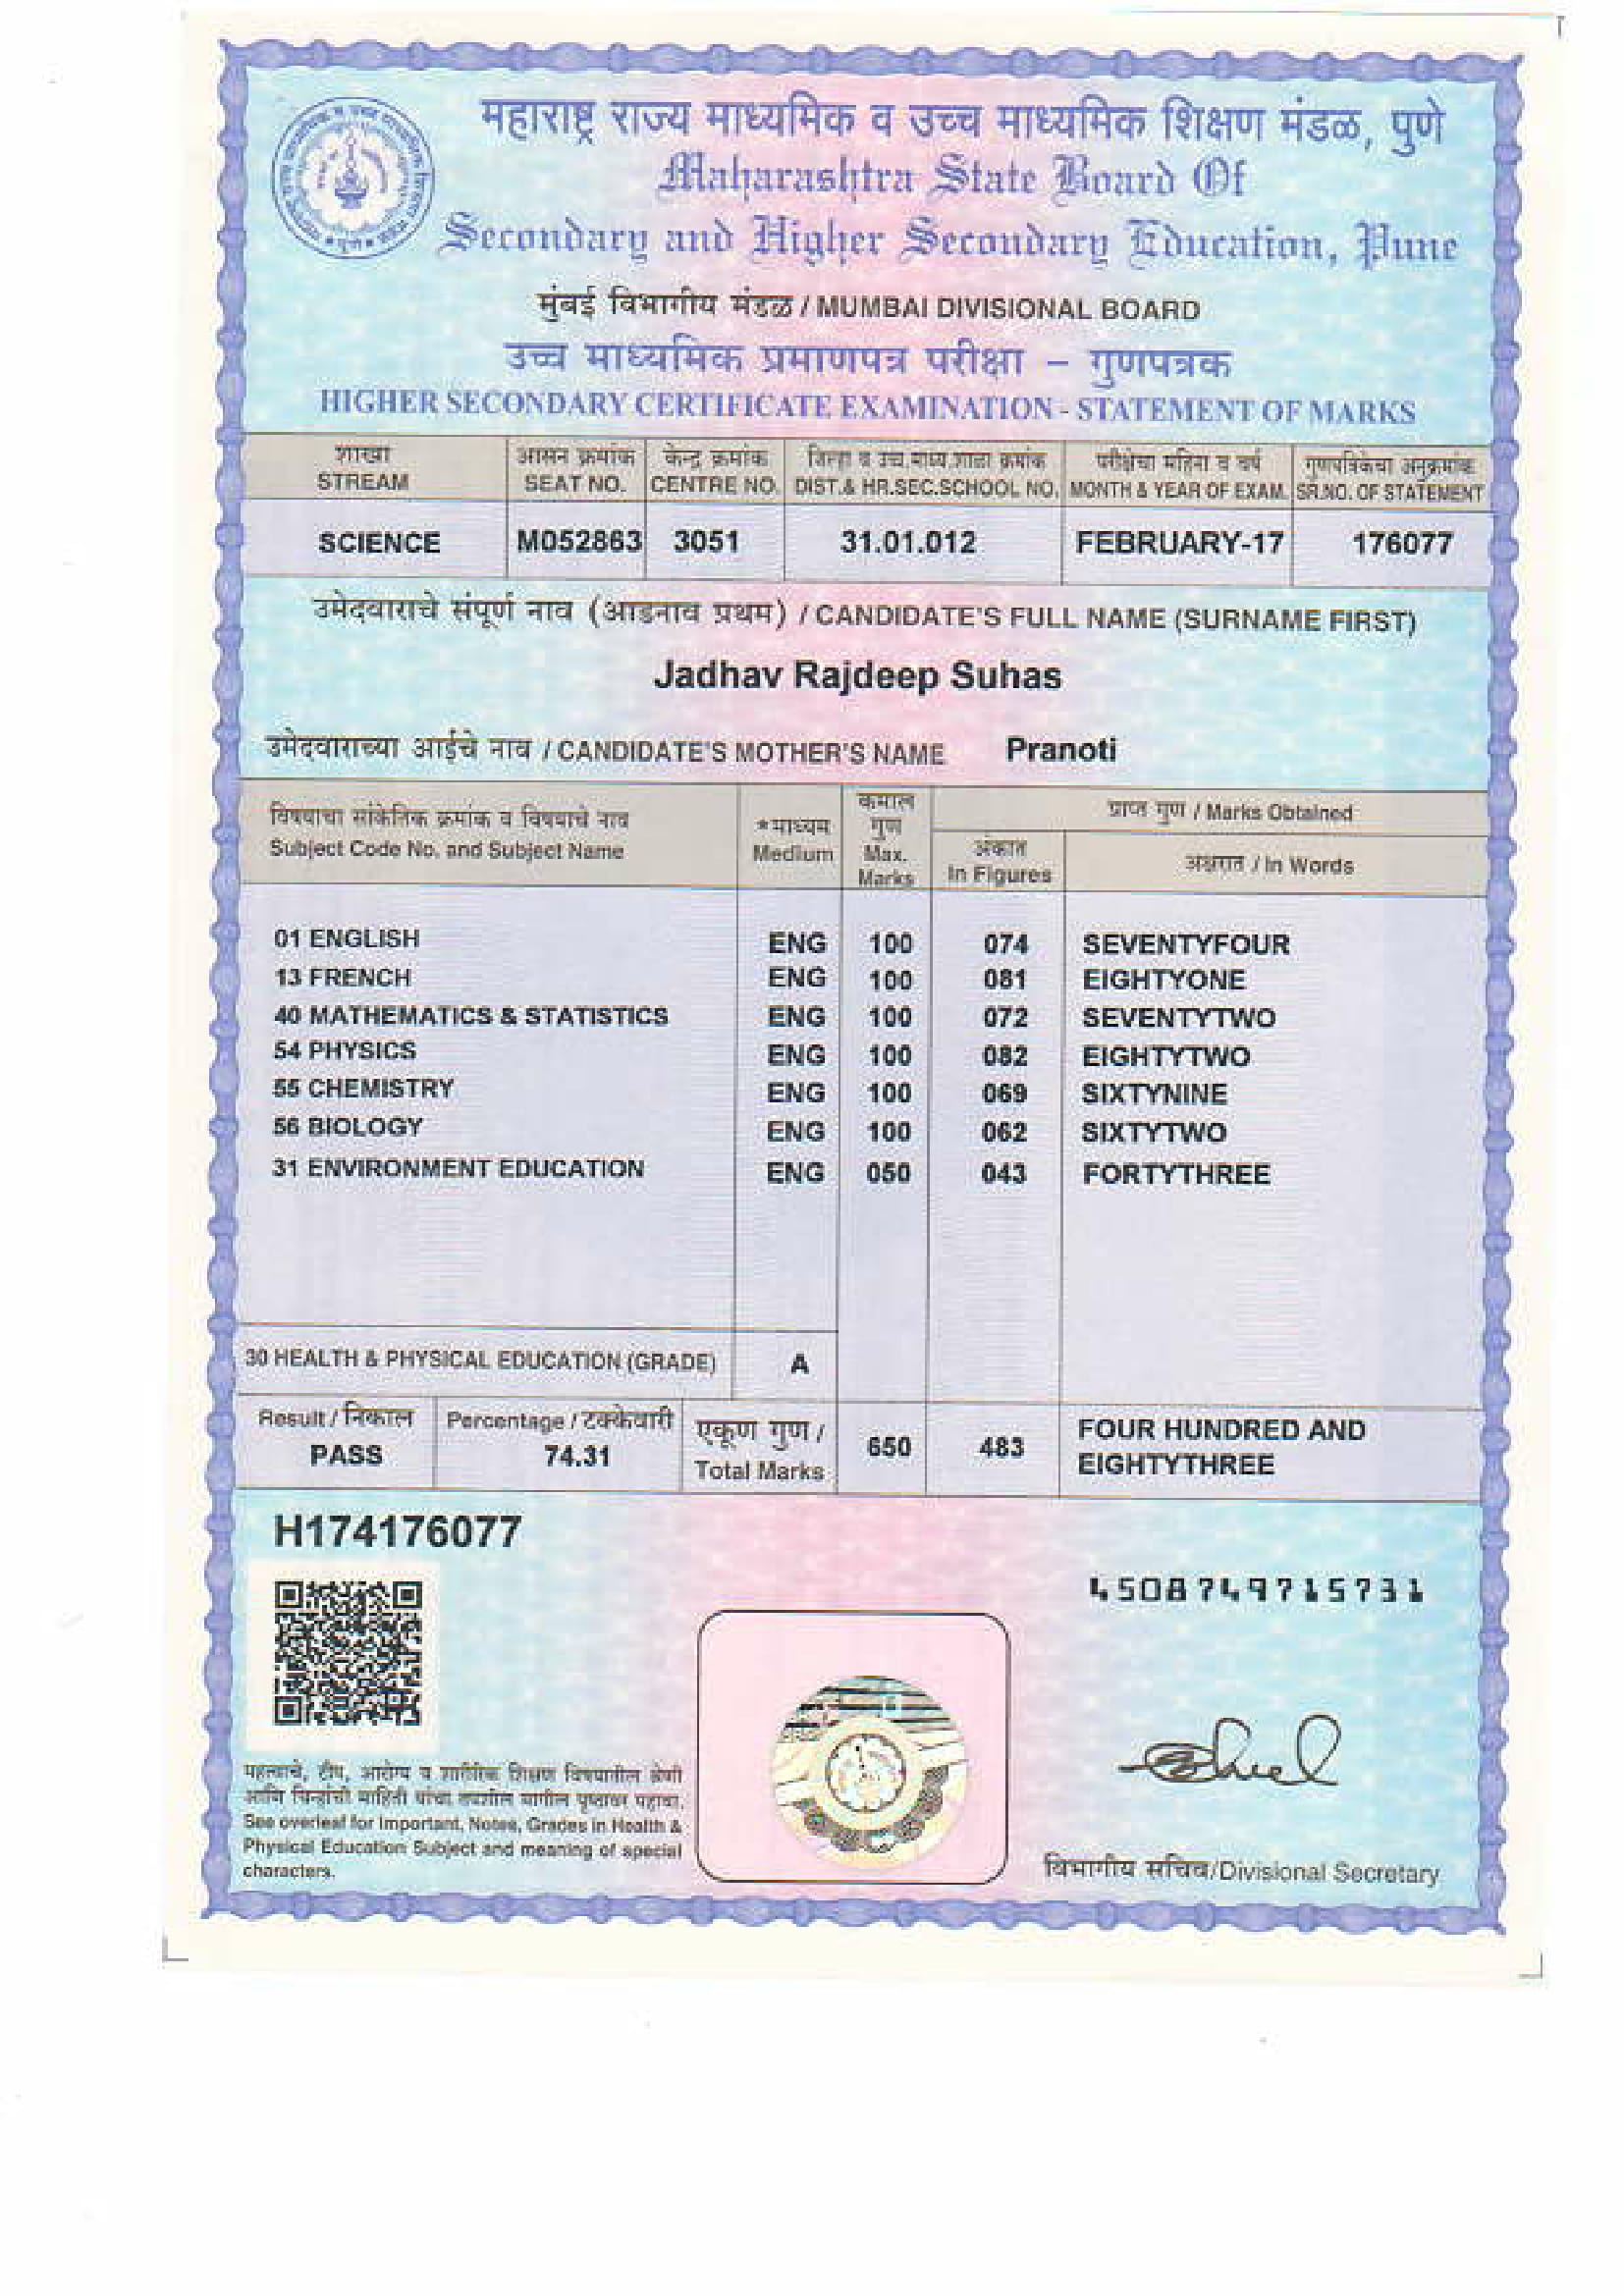 महाराष्ट्र राज्य माध्यमिक व उच्च माध्यमिक शिक्षण मंडळ, पुणे
Maharashtra State Board Of
Secondary and Higher Secondary Education, Pune
मुंबई विभागीय मंडळ / MUMBAI DIVISIONAL BOARD
उच्च माध्यमिक प्रमाणपत्र परीक्षा – गुणपत्रक
HIGHER SECONDARY CERTIFICATE EXAMINATION - STATEMENT OF MARKS
शाखा आसन क्रमांक केन्द्र क्रमांक जिल्हा व उच्च.माध्य.शाळा क्रमांक परीक्षेचा महिना व वर्ष गुणपत्रिकेचा अनुक्रमांक
STREAM SEAT NO. CENTRE NO. DIST.& HR.SEC.SCHOOL NO. MONTH & YEAR OF EXAM. SR.NO. OF STATEMENT
SCIENCE M052863 3051 31.01.012 FEBRUARY-17 176077
उमेदवाराचे संपूर्ण नाव (आडनाव प्रथम) / CANDIDATE'S FULL NAME (SURNAME FIRST)
Jadhav Rajdeep Suhas
उमेदवाराच्या आईचे नाव / CANDIDATE'S MOTHER'S NAME Pranoti
विषयाचा सांकेतिक क्रमांक व विषयाचे नाव
Subject Code No. and Subject Name
*माध्यम
Medium
कमाल
गुण
Max.
Marks
प्राप्त गुण / Marks Obtained
अंकात
In Figures
अक्षरात / In Words
01 ENGLISH ENG 100 074 SEVENTYFOUR
13 FRENCH ENG 100 081 EIGHTYONE
40 MATHEMATICS & STATISTICS ENG 100 072 SEVENTYTWO
54 PHYSICS ENG 100 082 EIGHTYTWO
55 CHEMISTRY ENG 100 069 SIXTYNINE
56 BIOLOGY ENG 100 062 SIXTYTWO
31 ENVIRONMENT EDUCATION ENG 050 043 FORTYTHREE
30 HEALTH & PHYSICAL EDUCATION (GRADE) A
Result / निकाल
PASS
Percentage / टक्केवारी
74.31
एकूण गुण /
Total Marks
650 483
FOUR HUNDRED AND
EIGHTYTHREE
H174176077
4508749715731
महत्वाचे, टीप, आरोग्य व शारीरिक शिक्षण विषयातील श्रेणी
आणि चिन्हांची माहिती यांचा तपशील मागील पृष्ठावर पहावा.
See overleaf for Important, Notes, Grades in Health &
Physical Education Subject and meaning of special
characters.
विभागीय सचिव/Divisional Secretary